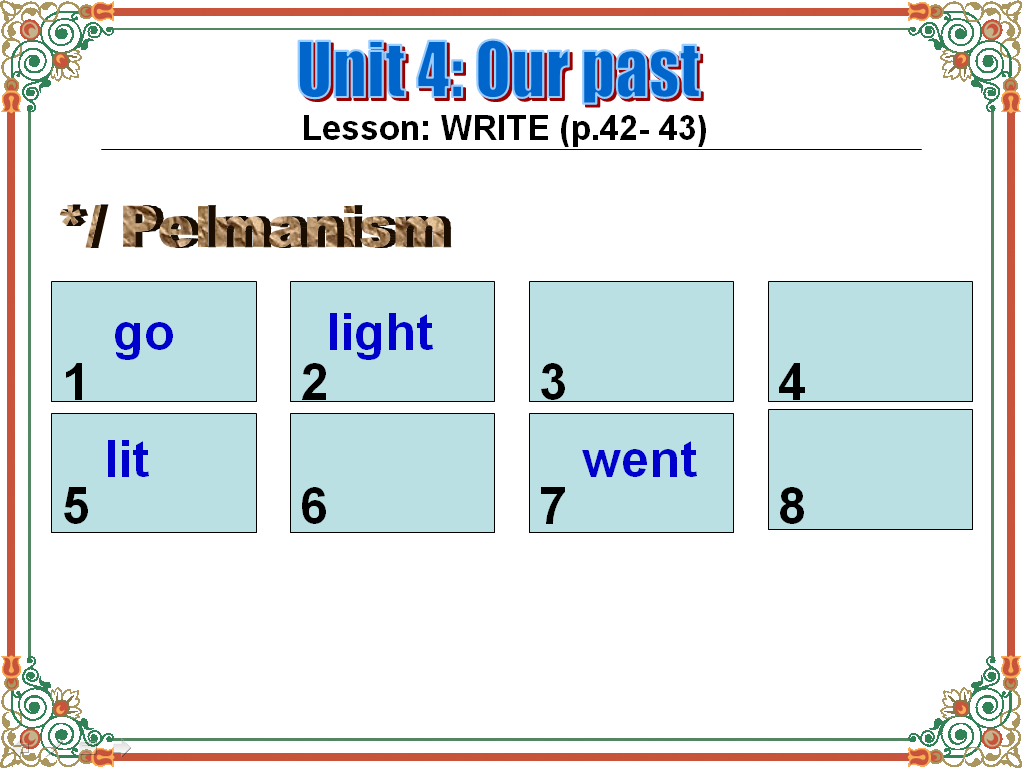 Unit 4: Our past
Lesson: WRITE (p.42- 43)
*/ Pelmanism
go
1
light
2
3
4
lit
5
6
went
7
8